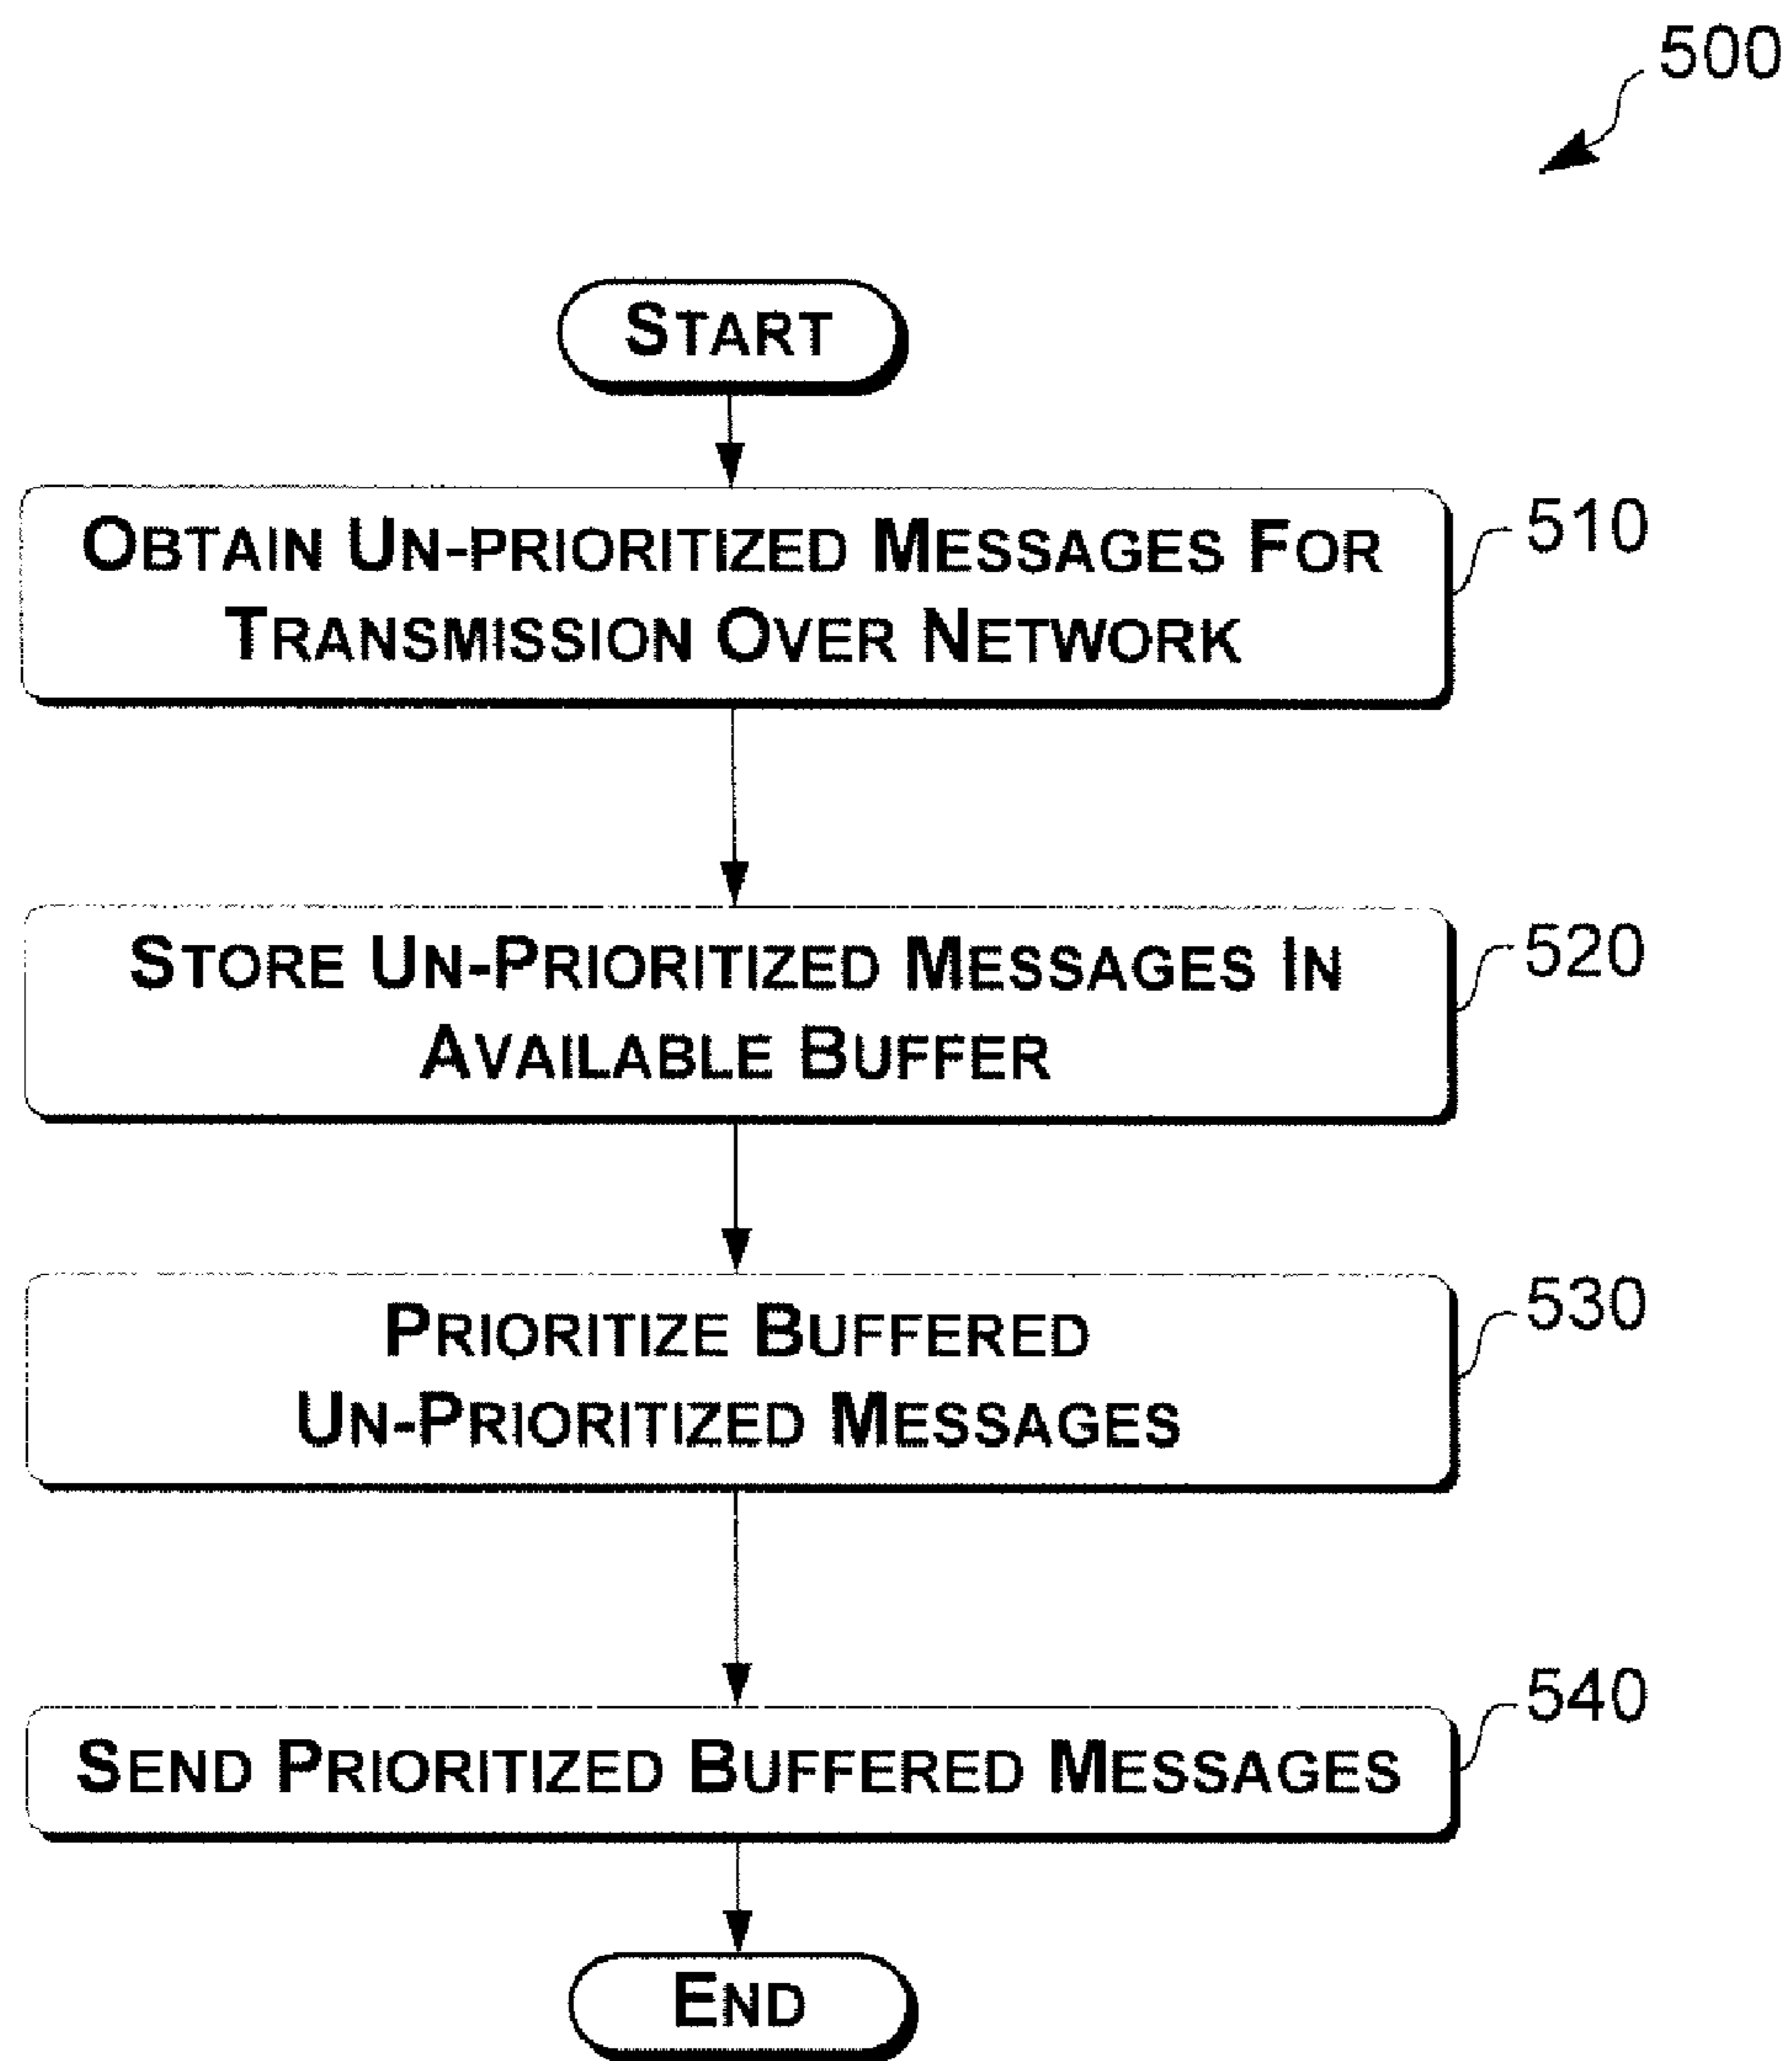 500
START
OBTAIN UN-PRIORITIZED MESSAGES FOR
TRANSMISSION OVER NETWORK
510
STORE UN-PRIORITIZED MESSAGES IN
AVAILABLE BUFFER
520
PRIORITIZE BUFFERED
UN-PRIORITIZED MESSAGES
530
SEND PRIORITIZED BUFFERED MESSAGES
540
END